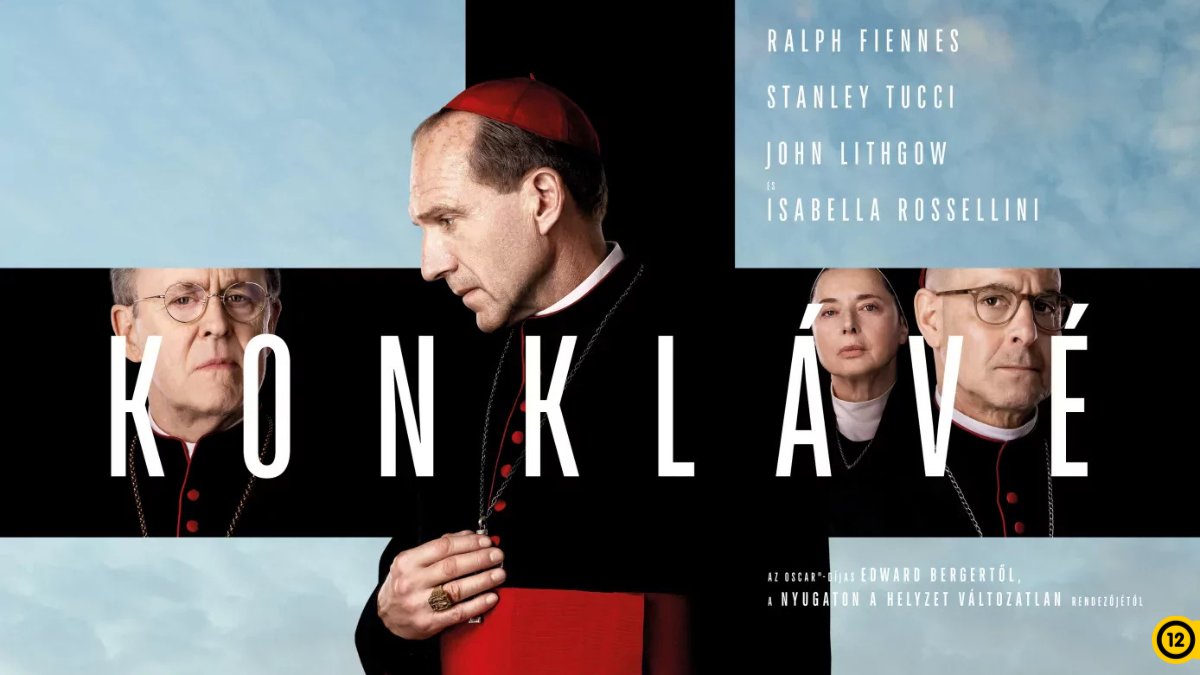 RALPH FIENNES
STANLEY TUCCI
JOHN LITHGOW
ÉS
ISABELLA ROSSELLINI
KONKLÁVÉ
AZ OSCAR®-DÍJAS EDWARD BERGERTŐL,
A NYUGATON A HELYZET VÁLTOZATLAN RENDEZŐJÉTŐL
12